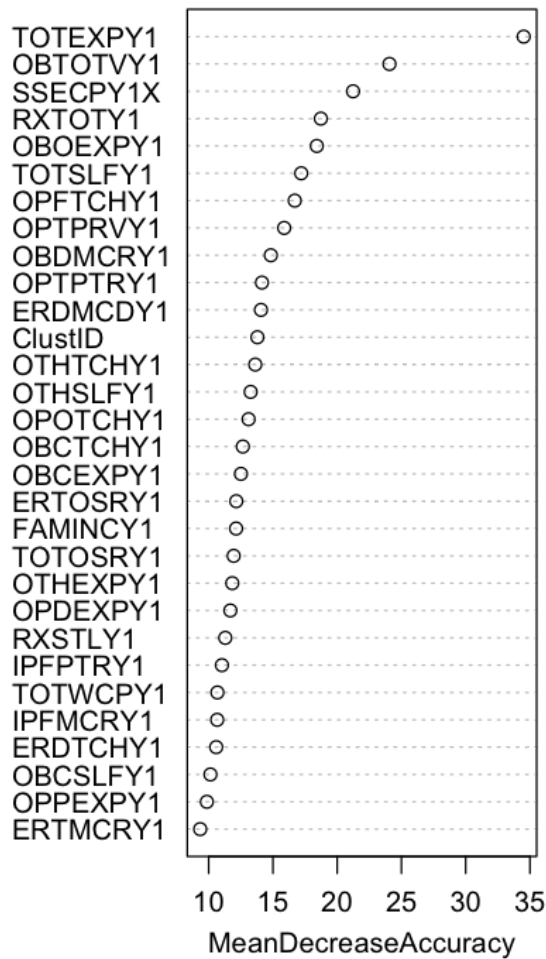 TOTEXPY1
OBTOTVY1
SSECPY1X
RXTOTY1
OBOEXPY1
TOTSLFY1
OPFTCHY1
OPTPRVY1
OBDMCRY1
OPTPTRY1
ERDMCDY1
ClustID
OTHTCHY1
OTHSLFY1
OPOTCHY1
OBCTCHY1
OBCEXPY1
ERTOSRY1
FAMINCY1
TOTOSRY1
OTHEXPY1
OPDEXPY1
RXSTLY1
IPFPTRY1
TOTWCPY1
IPFMCRY1
ERDTCHY1
OBCSLFY1
OPPEXPY1
ERTMCRY1
10 15 20 25 30 35
MeanDecreaseAccuracy